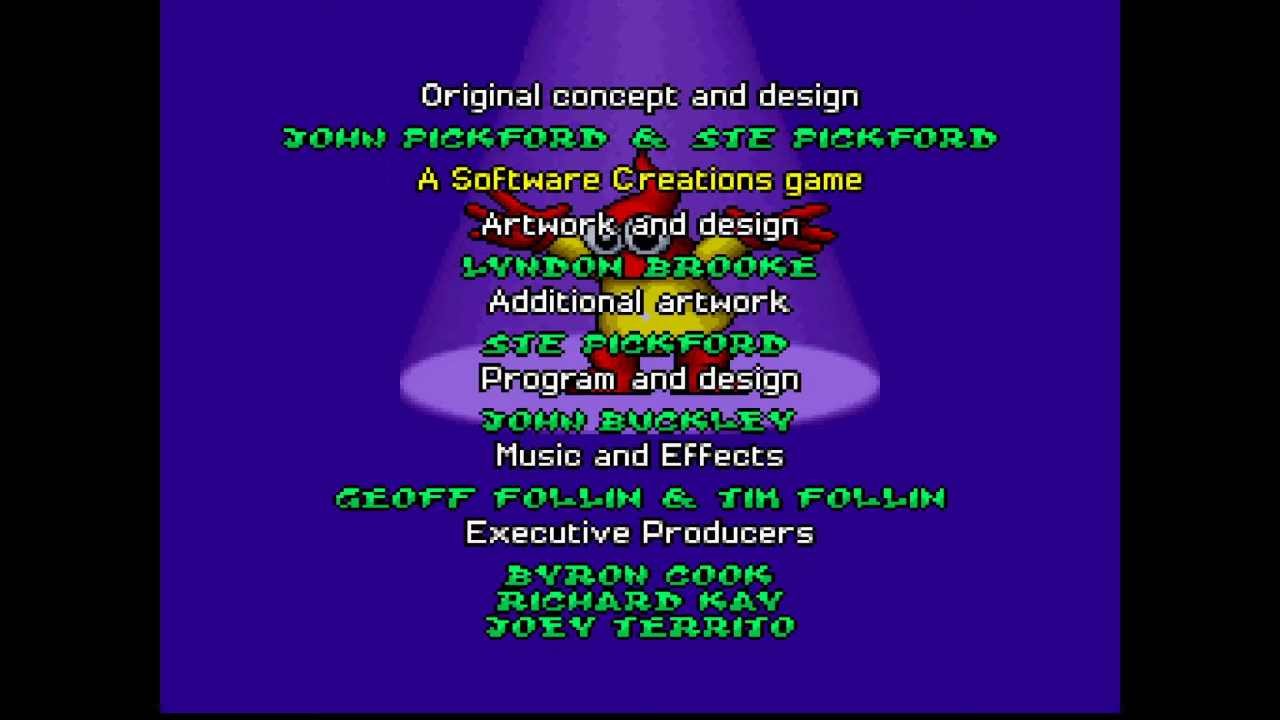 Original concept and design
JOHN PICKFORD & STE PICKFORD
A Software Creations game
Artwork and design
LYNDON BROOKE
Additional artwork
STE PICKFORD
Program and design
JOHN BUCKLEY
Music and Effects
GEOFF FOLLIN & TIM FOLLIN
Executive Producers
BYRON COOK
RICHARD KAY
JOEY TERRITO